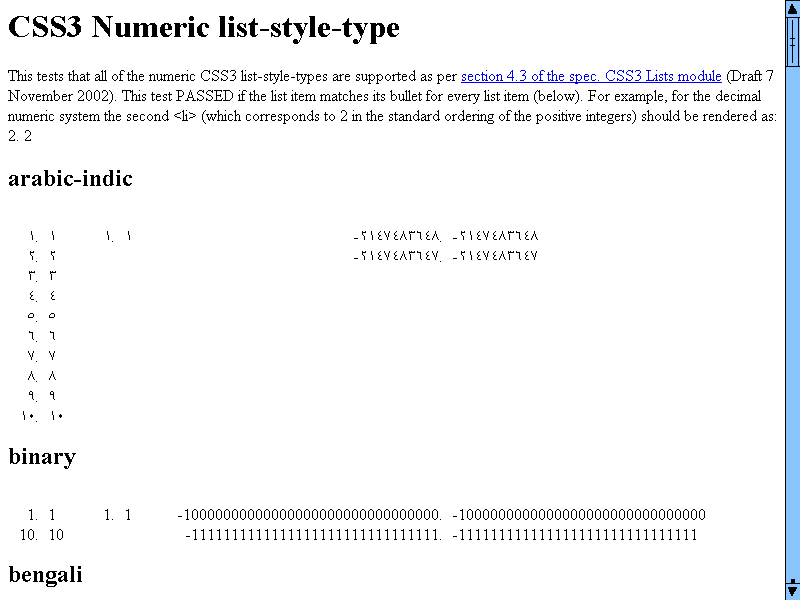 CSS3 Numeric list-style-type
This tests that all of the numeric CSS3 list-style-types are supported as per section 4.3 of the spec. CSS3 Lists module (Draft 7
November 2002). This test PASSED if the list item matches its bullet for every list item (below). For example, for the decimal
numeric system the second <li> (which corresponds to 2 in the standard ordering of the positive integers) should be rendered as:
2. 2
arabic-indic
١. ١ ١. ١ -٢١٤٧٤٨٣٦٤٨. -٢١٤٧٤٨٣٦٤٨
٢. ٢ -٢١٤٧٤٨٣٦٤٧. -٢١٤٧٤٨٣٦٤٧
٣. ٣
٤. ٤
٥. ٥
٦. ٦
٧. ٧
٨. ٨
٩. ٩
١٠. ١٠
binary
1. 1 1. 1 -10000000000000000000000000000000. -1000000000000000000000000000000
10. 10 -1111111111111111111111111111111. -111111111111111111111111111111
bengali